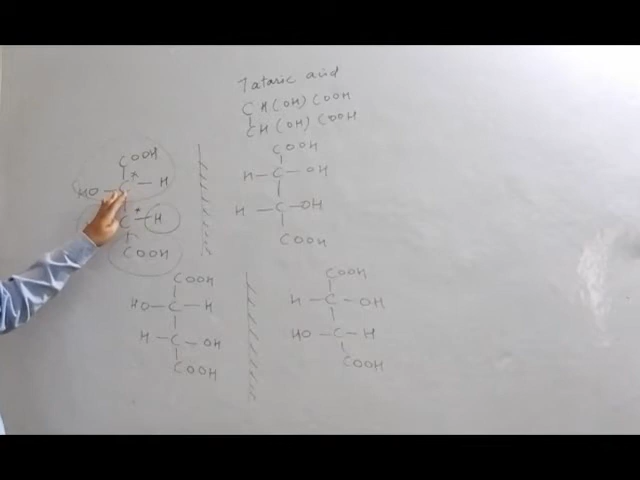 Tataric acid
CH(OH) COOH
CH(OH) COOH
COOH
HO — C* — H
C* — H
COOH
COOH
H — C — OH
H — C — OH
COOH
COOH
HO — C — H
H — C — OH
COOH
COOH
H — C — OH
HO — C — H
COOH